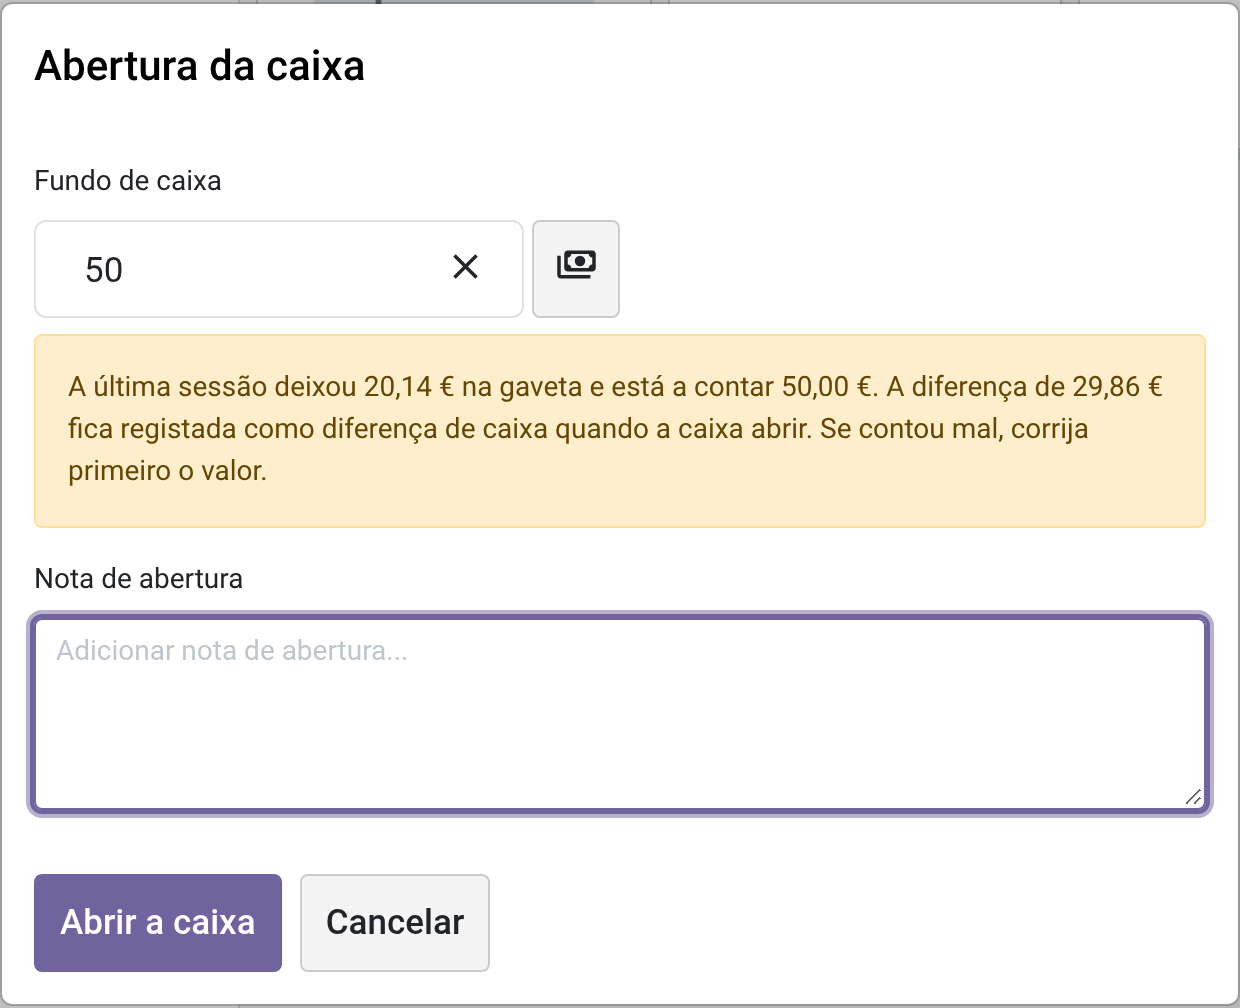 Abertura da caixa
Fundo de caixa
50
A última sessão deixou 20,14 € na gaveta e está a contar 50,00 €. A diferença de 29,86 €
fica registada como diferença de caixa quando a caixa abrir. Se contou mal, corrija
primeiro o valor.
Nota de abertura
Adicionar nota de abertura...
Abrir a caixa
Cancelar